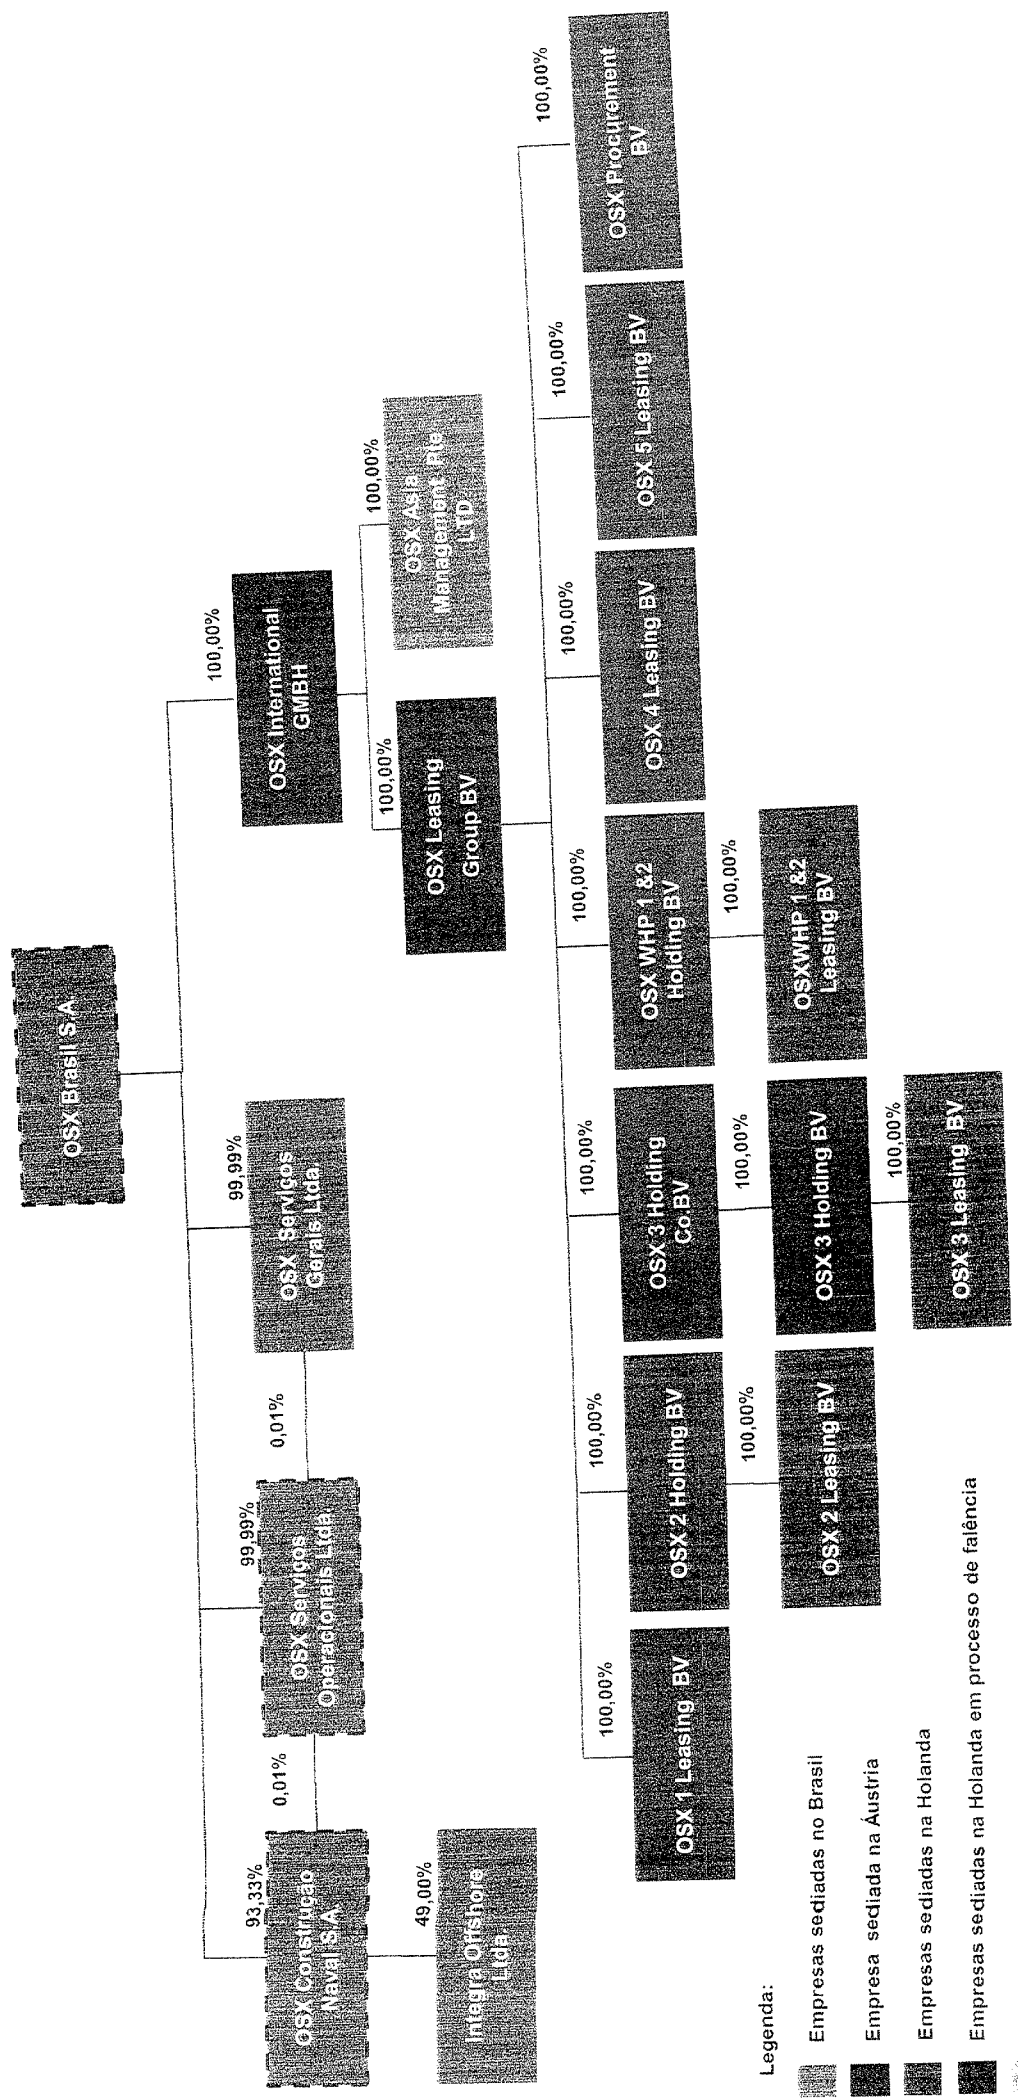 OSX Brasil S.A
93,33%
OSX Construção
Naval S.A.
0,01%
99,99%
OSX Serviços
Operacionais Ltda.
0,01%
99,99%
OSX Serviços
Gerais Ltda
100,00%
OSX International
GMBH
49,00%
Integra Offshore
Ltda
100,00%
OSX Leasing
Group BV
100,00%
OSX Asia
Management Pte
LTD
100,00%
OSX 1 Leasing BV
100,00%
OSX 2 Holding BV
100,00%
OSX 3 Holding
Co.BV
100,00%
OSX WHP 1 &2
Holding BV
100,00%
OSX 4 Leasing BV
100,00%
OSX 5 Leasing BV
100,00%
OSX Procurement
BV
100,00%
OSX 2 Leasing BV
100,00%
OSX 3 Holding BV
100,00%
OSXWHP 1 &2
Leasing BV
100,00%
OSX 3 Leasing BV
Legenda:
Empresas sediadas no Brasil
Empresa sediada na Áustria
Empresas sediadas na Holanda
Empresas sediadas na Holanda em processo de falência